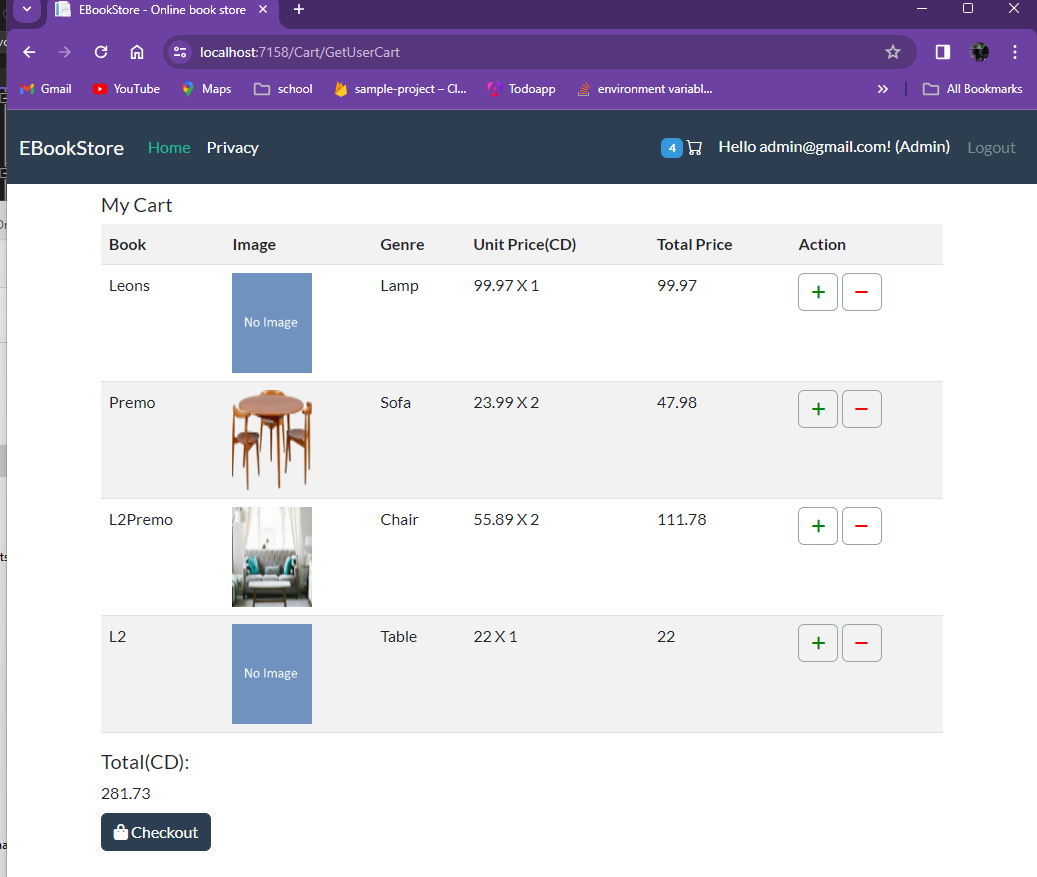 EBookStore - Online book store
localhost:7158/Cart/GetUserCart
Gmail YouTube Maps school sample-project – Cl... Todoapp environment variabl... » All Bookmarks
EBookStore Home Privacy 4 Hello admin@gmail.com! (Admin) Logout
My Cart
Book Image Genre Unit Price(CD) Total Price Action
Leons Lamp 99.97 X 1 99.97 + −
No Image
Premo Sofa 23.99 X 2 47.98 + −
L2Premo Chair 55.89 X 2 111.78 + −
L2 Table 22 X 1 22 + −
No Image
Total(CD):
281.73
Checkout